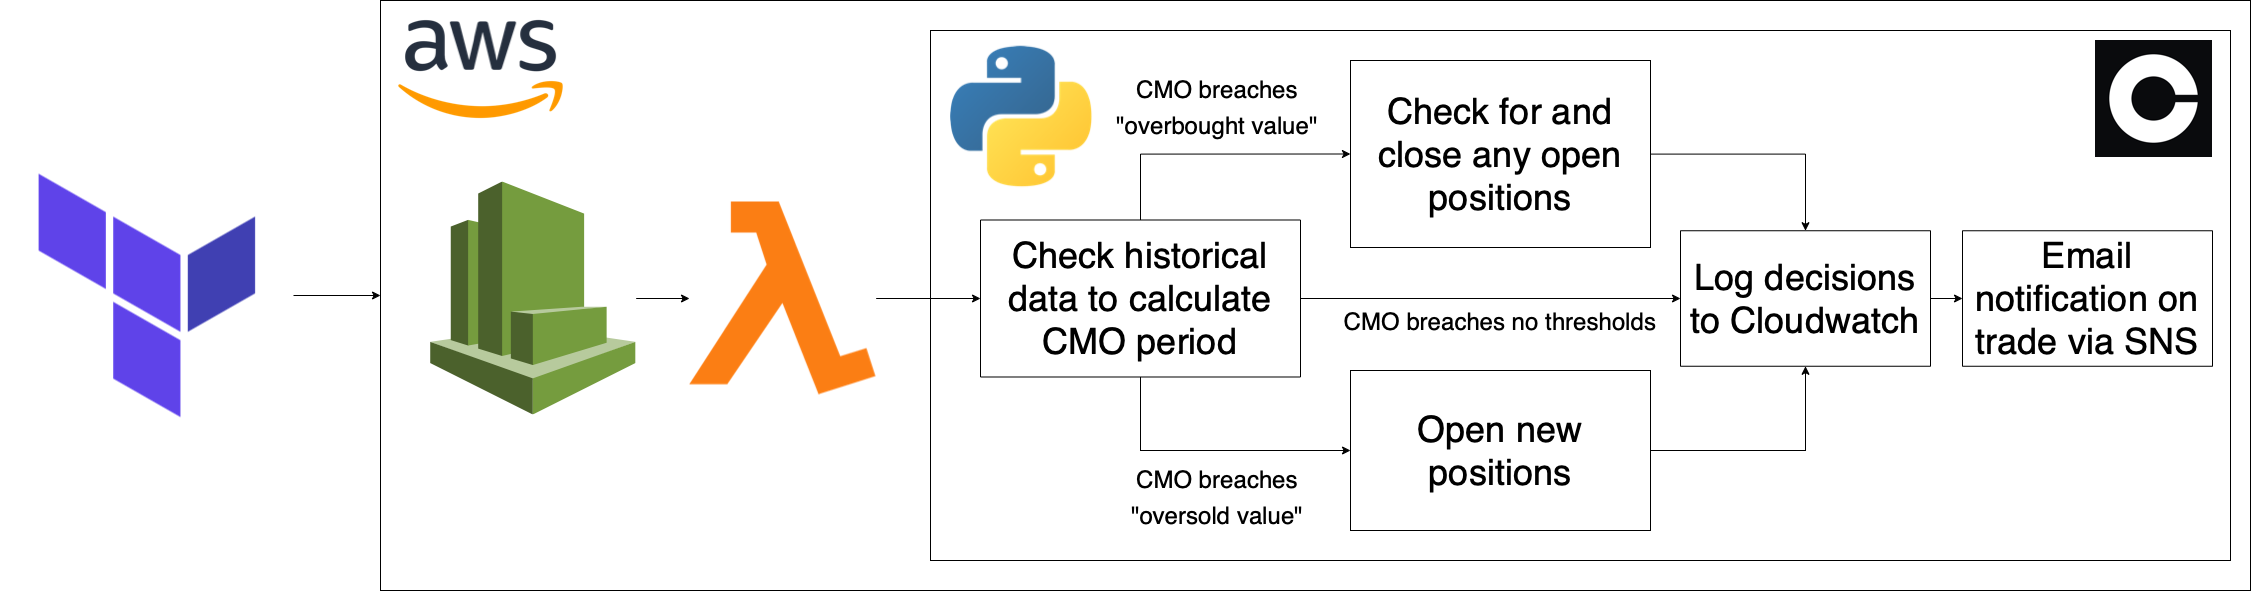 aws
CMO breaches
"overbought value"
Check for and
close any open
positions
Check historical
data to calculate
CMO period
CMO breaches no thresholds
Log decisions
to Cloudwatch
Email
notification on
trade via SNS
Open new
positions
CMO breaches
"oversold value"